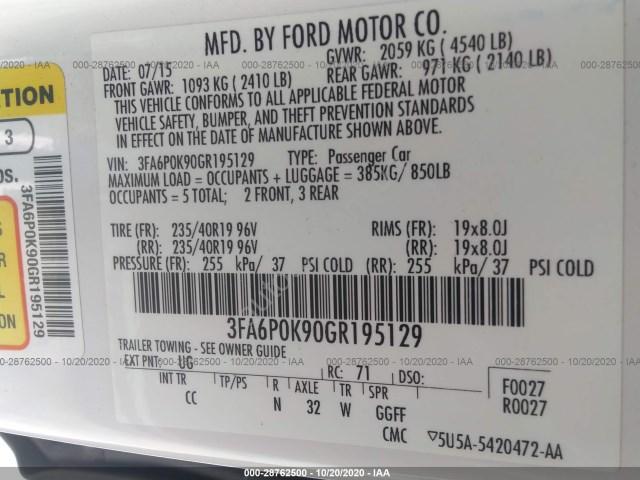 000-28762500 - 10/20/2020 - IAA
MFD. BY FORD MOTOR CO.
DATE: 07/15 GVWR: 2059 KG ( 4540 LB)
FRONT GAWR: 1093 KG ( 2410 LB) REAR GAWR: 971 KG ( 2140 LB)
THIS VEHICLE CONFORMS TO ALL APPLICABLE FEDERAL MOTOR
VEHICLE SAFETY, BUMPER, AND THEFT PREVENTION STANDARDS
IN EFFECT ON THE DATE OF MANUFACTURE SHOWN ABOVE.
VIN: 3FA6P0K90GR195129 TYPE: Passenger Car
MAXIMUM LOAD = OCCUPANTS + LUGGAGE = 385KG/ 850LB
OCCUPANTS = 5 TOTAL; 2 FRONT, 3 REAR
TIRE (FR): 235/40R19 96V RIMS (FR): 19x8.0J
(RR): 235/40R19 96V (RR): 19x8.0J
PRESSURE (FR): 255 kPa/ 37 PSI COLD (RR): 255 kPa/ 37 PSI COLD
3FA6P0K90GR195129
TRAILER TOWING - SEE OWNER GUIDE
EXT PNT: UG RC: 71 DSO:
INT TR TP/PS R AXLE TR SPR
CC N 32 W GGFF
F0027
R0027
CMC 5U5A-5420472-AA
3
3FA6P0K90GR195129
000-28762500 - 10/20/2020 - IAA